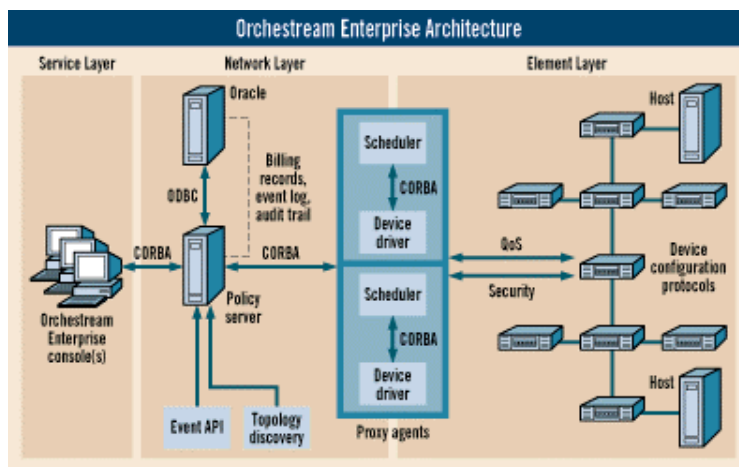 Orchestream Enterprise Architecture
Service Layer
Network Layer
Element Layer
Oracle
Host
Scheduler
Billing
records,
event log,
audit trail
CORBA
ODBC
Device
driver
CORBA
CORBA
QoS
Device
configuration
protocols
Policy
server
Security
Scheduler
Orchestream
Enterprise
console(s)
CORBA
Device
driver
Host
Event API
Topology
discovery
Proxy agents